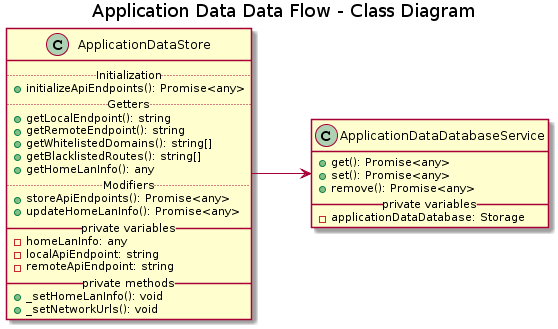 Application Data Data Flow - Class Diagram
C ApplicationDataStore
Initialization
initializeApiEndpoints(): Promise<any>
Getters
getLocalEndpoint(): string
getRemoteEndpoint(): string
getWhitelistedDomains(): string[]
getBlacklistedRoutes(): string[]
getHomeLanInfo(): any
Modifiers
storeApiEndpoints(): Promise<any>
updateHomeLanInfo(): Promise<any>
private variables
homeLanInfo: any
localApiEndpoint: string
remoteApiEndpoint: string
private methods
_setHomeLanInfo(): void
_setNetworkUrls(): void
C ApplicationDataDatabaseService
get(): Promise<any>
set(): Promise<any>
remove(): Promise<any>
private variables
applicationDataDatabase: Storage